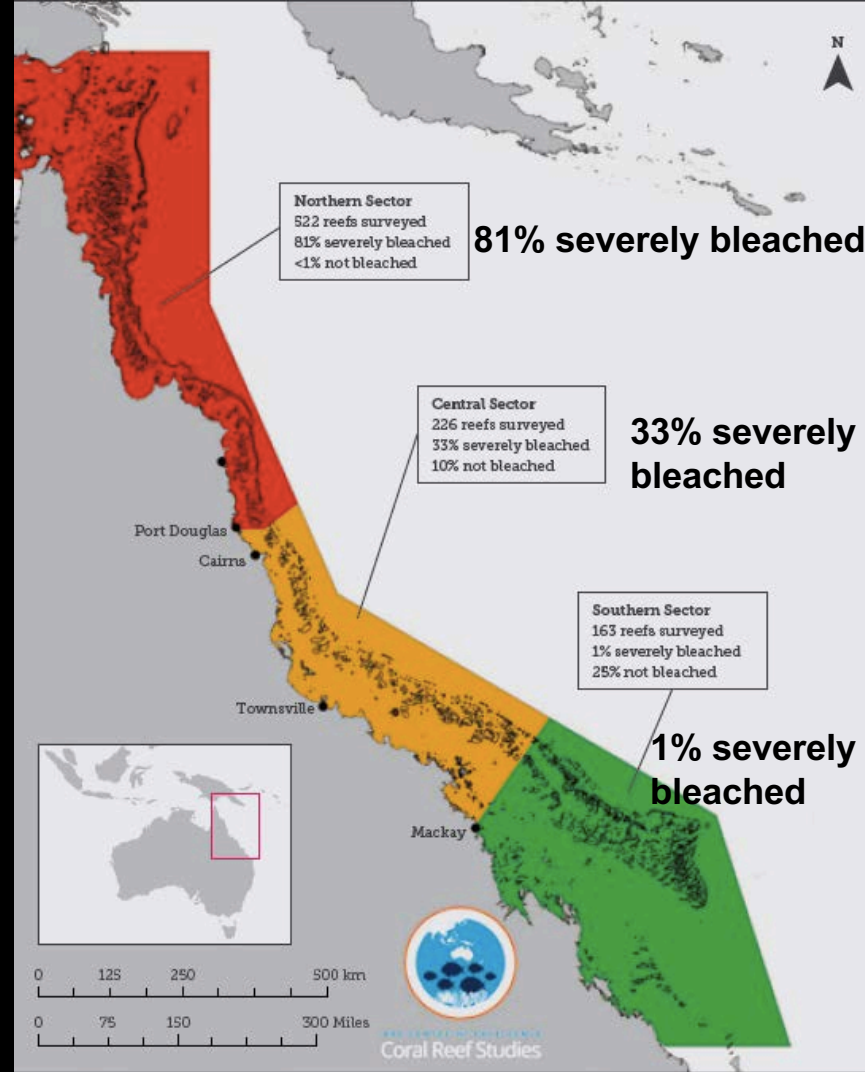 N
Northern Sector
522 reefs surveyed
81% severely bleached
<1% not bleached
81% severely bleached
Central Sector
226 reefs surveyed
33% severely bleached
10% not bleached
33% severely
bleached
Port Douglas
Cairns
Southern Sector
163 reefs surveyed
1% severely bleached
25% not bleached
Townsville
1% severely
bleached
Mackay
0 125 250 500 km
0 75 150 300 Miles
Coral Reef Studies